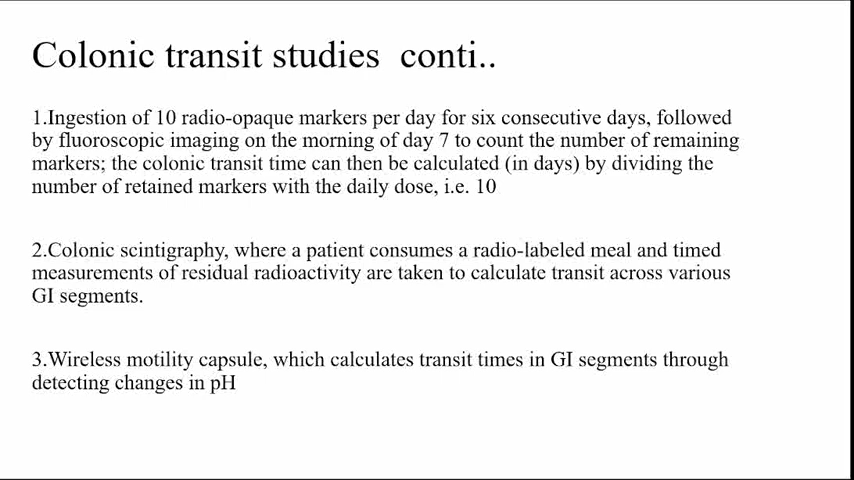 Colonic transit studies  conti..
1.Ingestion of 10 radio-opaque markers per day for six consecutive days, followed
by fluoroscopic imaging on the morning of day 7 to count the number of remaining
markers; the colonic transit time can then be calculated (in days) by dividing the
number of retained markers with the daily dose, i.e. 10
2.Colonic scintigraphy, where a patient consumes a radio-labeled meal and timed
measurements of residual radioactivity are taken to calculate transit across various
GI segments.
3.Wireless motility capsule, which calculates transit times in GI segments through
detecting changes in pH